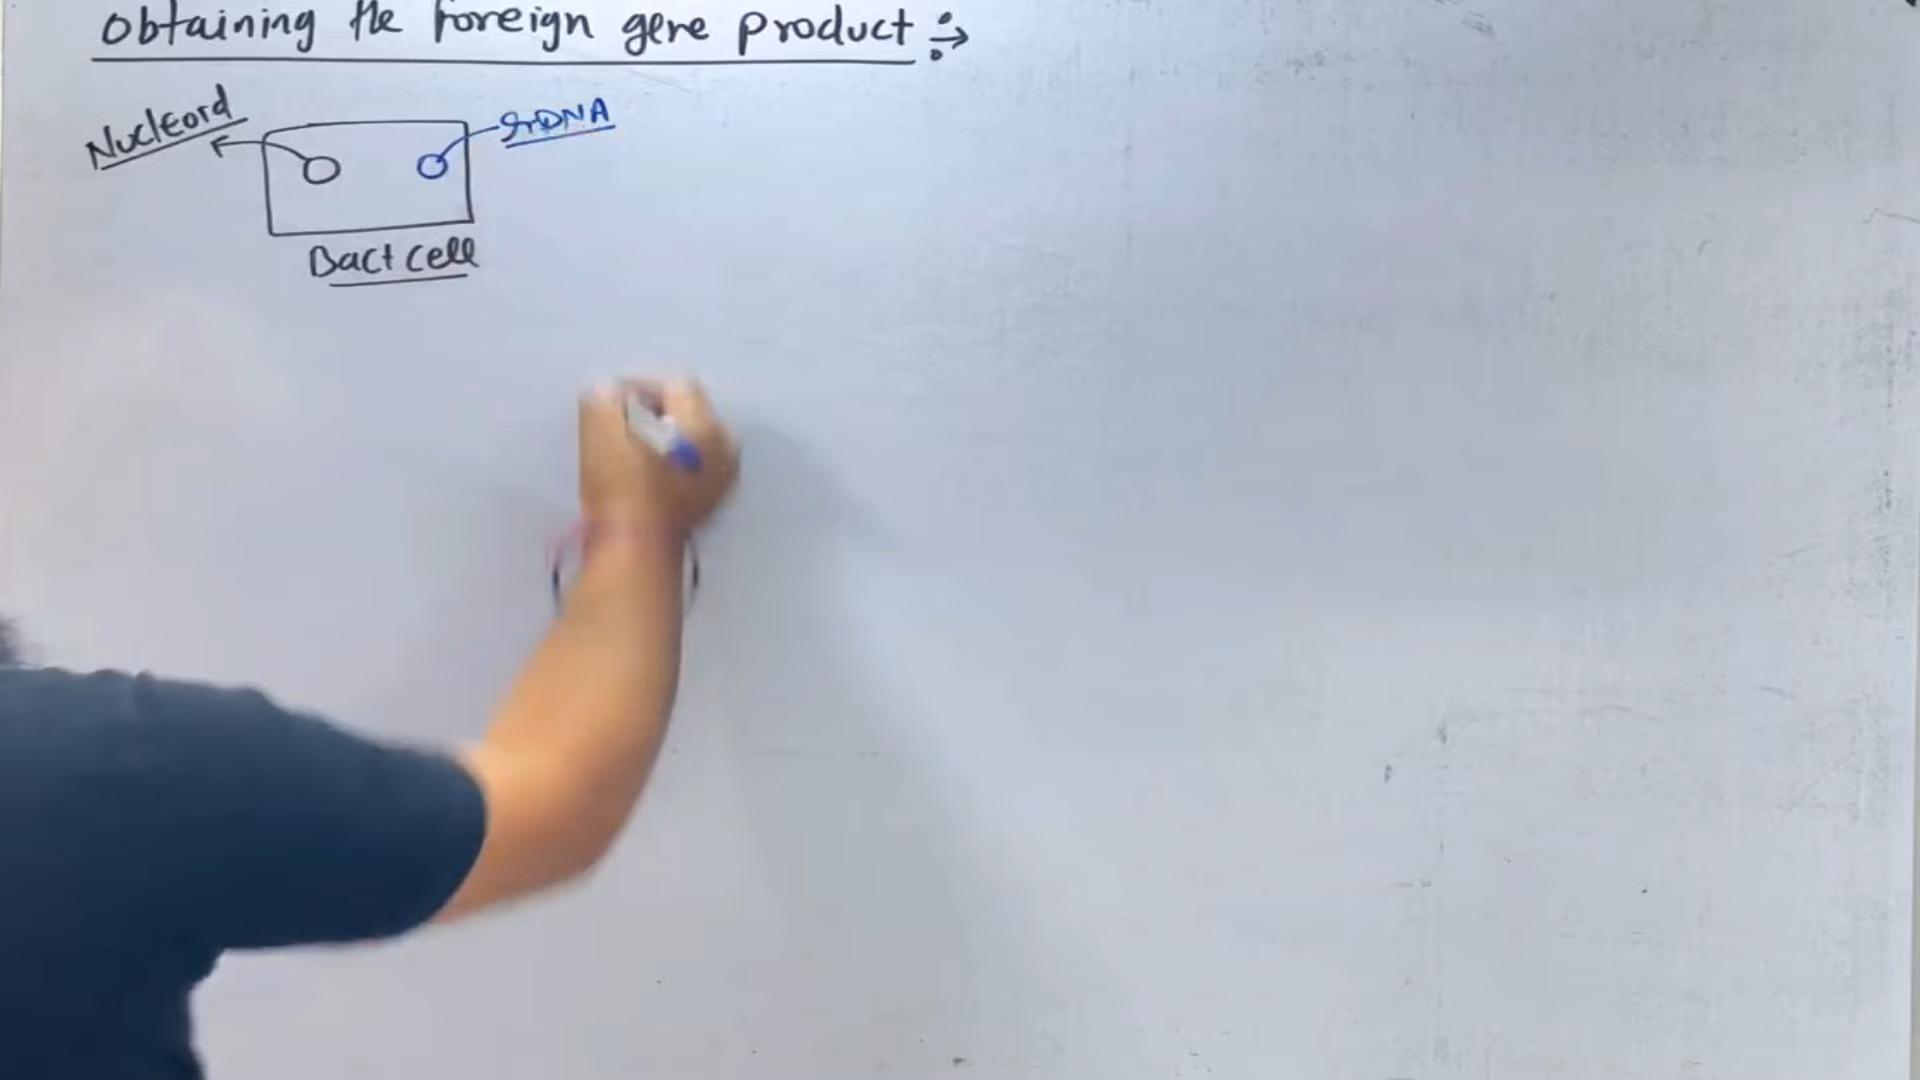 Obtaining the foreign gene product :→
Nucleoid
rDNA
Bact cell